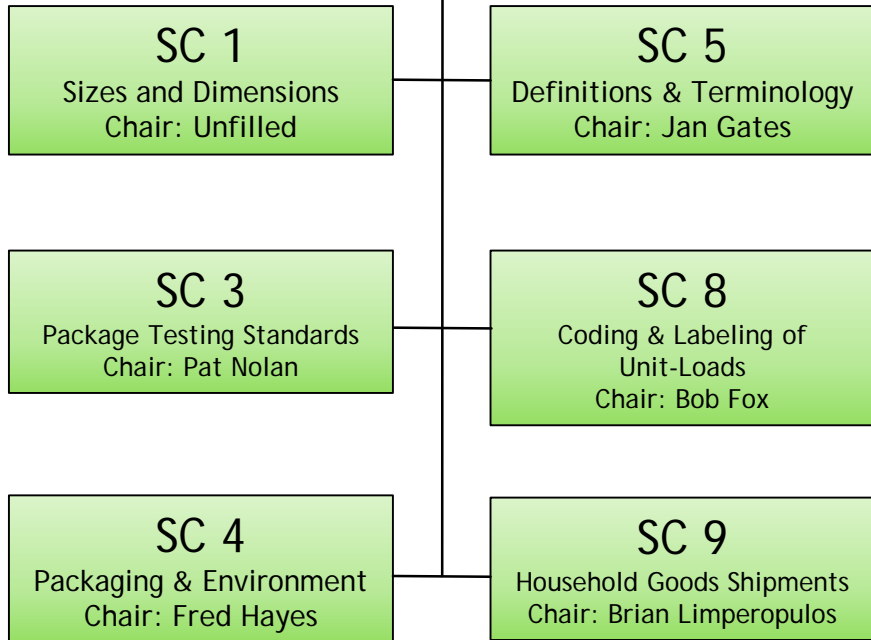 SC 1
Sizes and Dimensions
Chair: Unfilled
SC 5
Definitions & Terminology
Chair: Jan Gates
SC 3
Package Testing Standards
Chair: Pat Nolan
SC 8
Coding & Labeling of
Unit-Loads
Chair: Bob Fox
SC 4
Packaging & Environment
Chair: Fred Hayes
SC 9
Household Goods Shipments
Chair: Brian Limperopulos